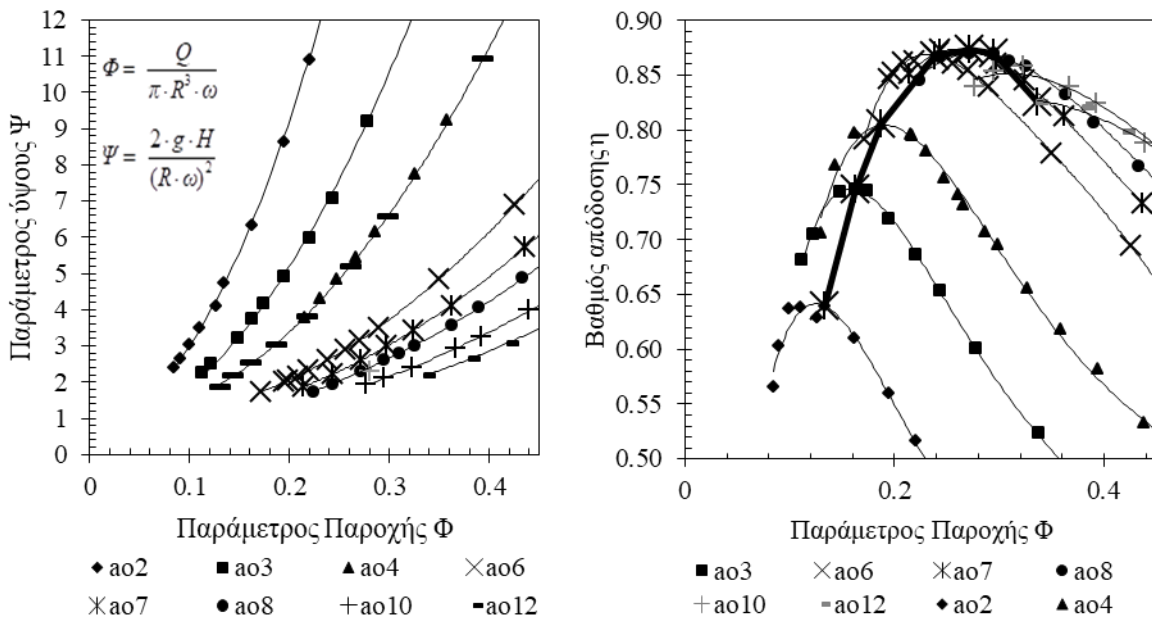 12
11
10
9
8
7
6
5
4
3
2
1
0
Παράμετρος ύψους Ψ
Φ = Q / π · R³ · ω
Ψ = 2 · g · H / (R · ω)²
0 0.1 0.2 0.3 0.4
Παράμετρος Παροχής Φ
ao2 ao3 ao4 ao6
ao7 ao8 ao10 ao12
0.90
0.85
0.80
0.75
0.70
0.65
0.60
0.55
0.50
Βαθμός απόδοσης η
0 0.2 0.4
Παράμετρος Παροχής Φ
ao3 ao6 ao7 ao8
ao10 ao12 ao2 ao4